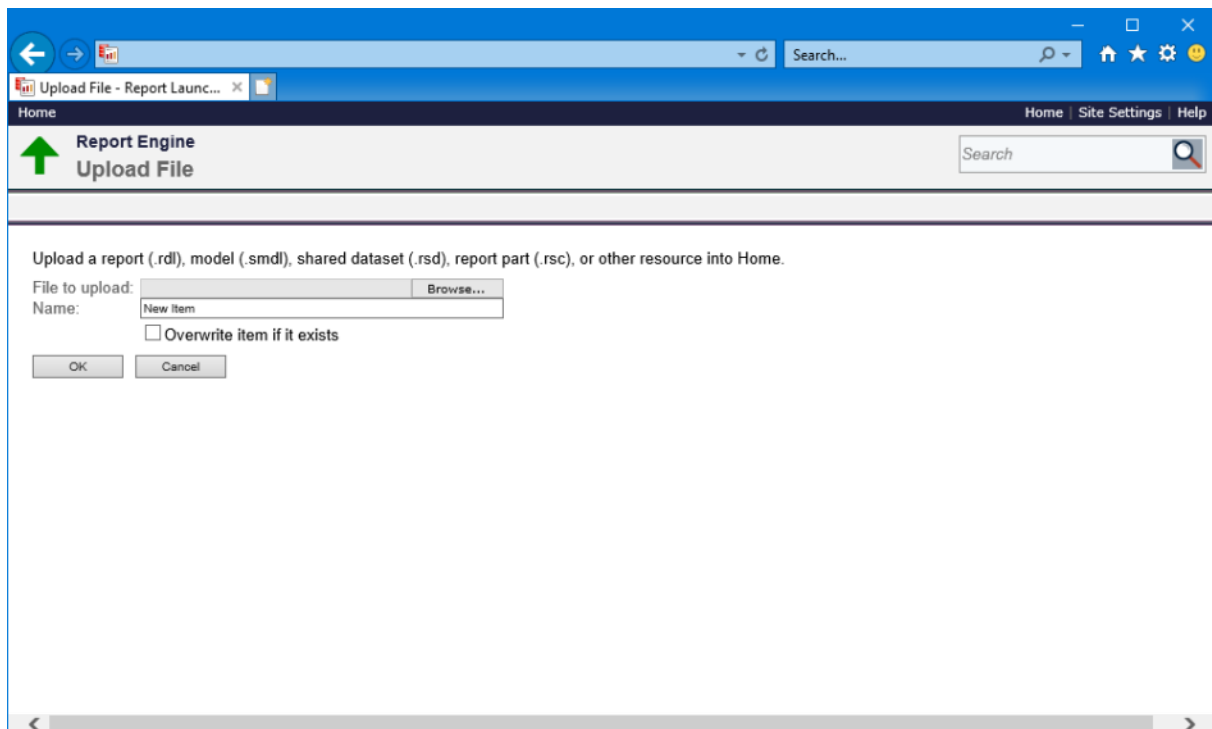 Search...
Upload File - Report Launc...
Home
Home | Site Settings | Help
Report Engine
Upload File
Search
Upload a report (.rdl), model (.smdl), shared dataset (.rsd), report part (.rsc), or other resource into Home.
File to upload: Browse...
Name: New Item
Overwrite item if it exists
OK Cancel